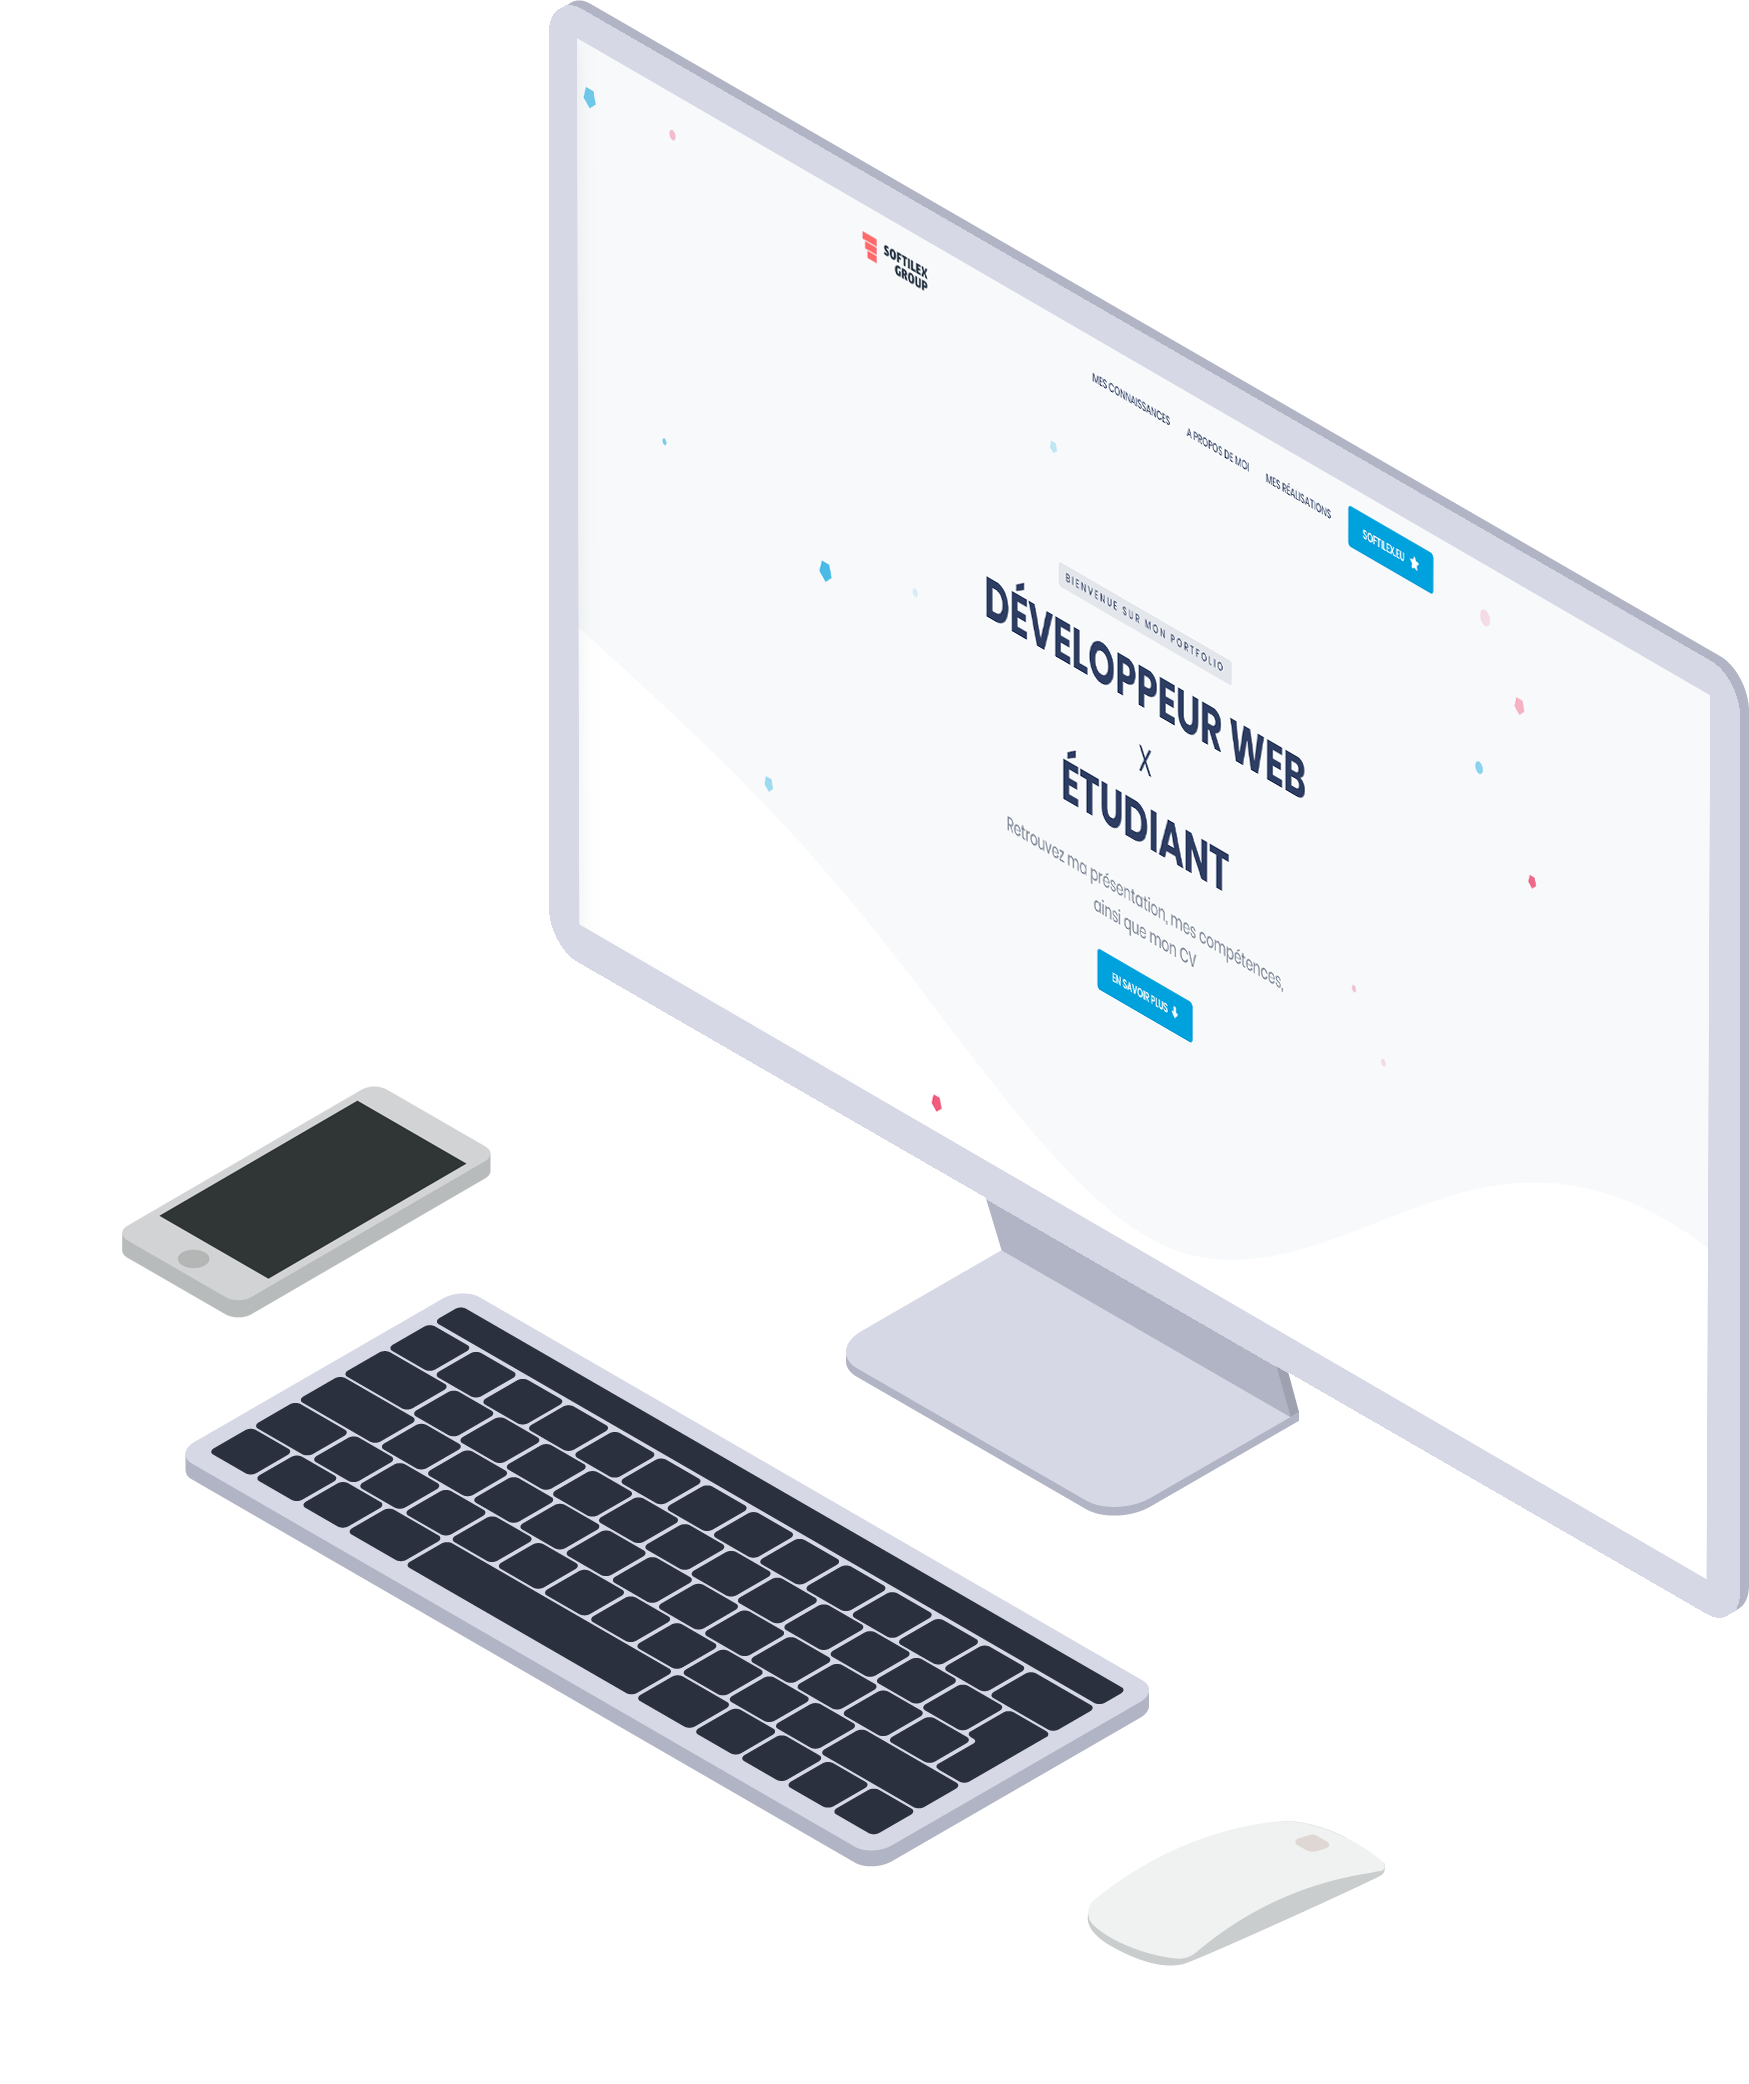 SOFTILEX
GROUP
MES CONNAISSANCES
A PROPOS DE MOI
MES RÉALISATIONS
SOFTILEX.EU
BIENVENUE SUR MON PORTFOLIO
DÉVELOPPEUR WEB
X
ÉTUDIANT
Retrouvez ma présentation, mes compétences,
ainsi que mon CV
EN SAVOIR PLUS